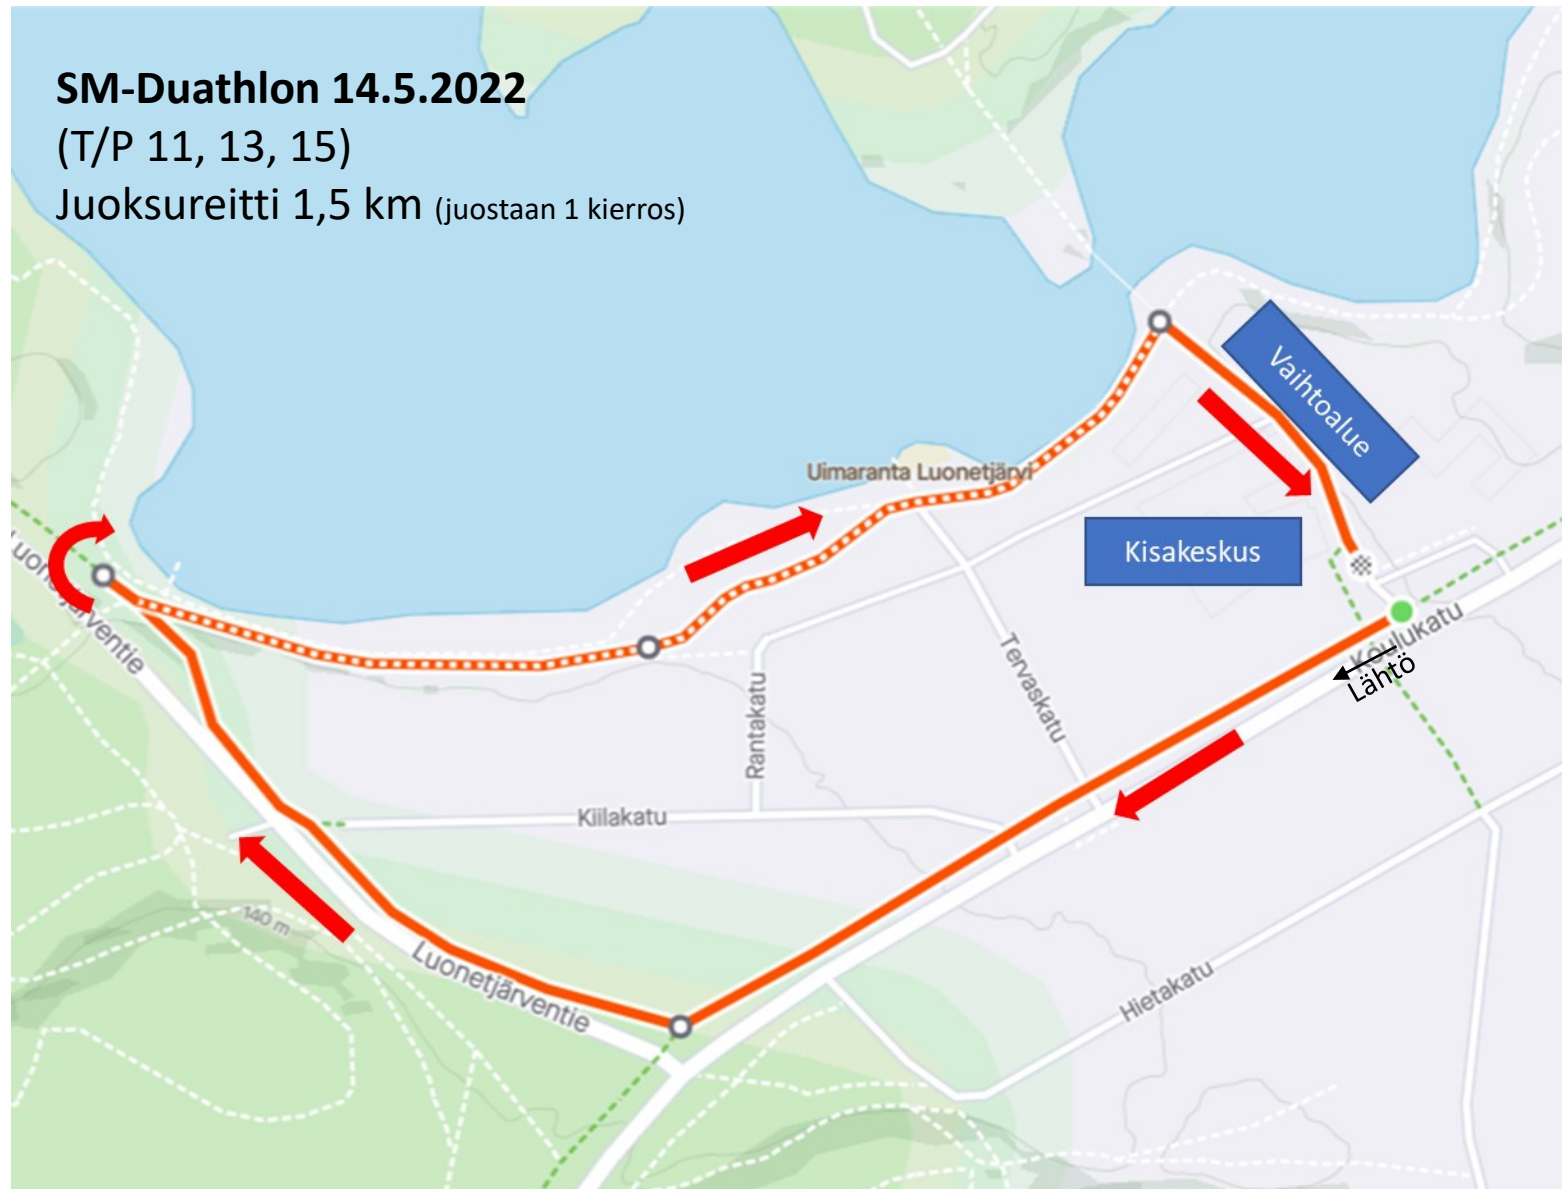 SM-Duathlon 14.5.2022
(T/P 11, 13, 15)
Juoksureitti 1,5 km (juostaan 1 kierros)
Vaihtoalue
Uimaranta Luonetjärvi
Kisakeskus
Luonetjärventie
Koulukatu
Lähtö
Tervaskatu
Rantakatu
Kiilakatu
140 m
Luonetjärventie
Hietakatu